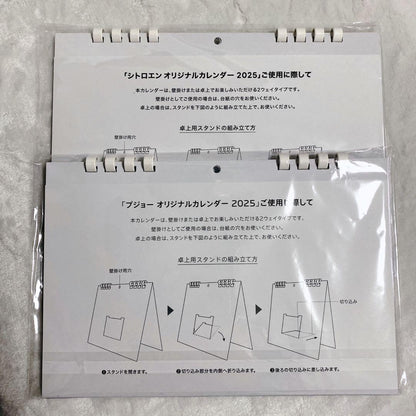 「シトロエン オリジナルカレンダー 2025」ご使用に際して
本カレンダーは、壁掛けまたは卓上でお楽しみいただける2ウェイタイプです。
壁掛けとしてご使用の場合は、台紙の穴をお使いください。
卓上の場合は、スタンドを下図のように組み立てた上で、お使いください。
卓上用スタンドの組み立て方
壁掛け用穴
「プジョー オリジナルカレンダー 2025」ご使用に際して
本カレンダーは、壁掛けまたは卓上でお楽しみいただける2ウェイタイプです。
壁掛けとしてご使用の場合は、台紙の穴をお使いください。
卓上の場合は、スタンドを下図のように組み立てた上で、お使いください。
卓上用スタンドの組み立て方
壁掛け用穴
切り込み
❶スタンドを開きます。
❷切り込み部分を内側へ折り込みます。
❸後ろの切り込みに差し込みます。